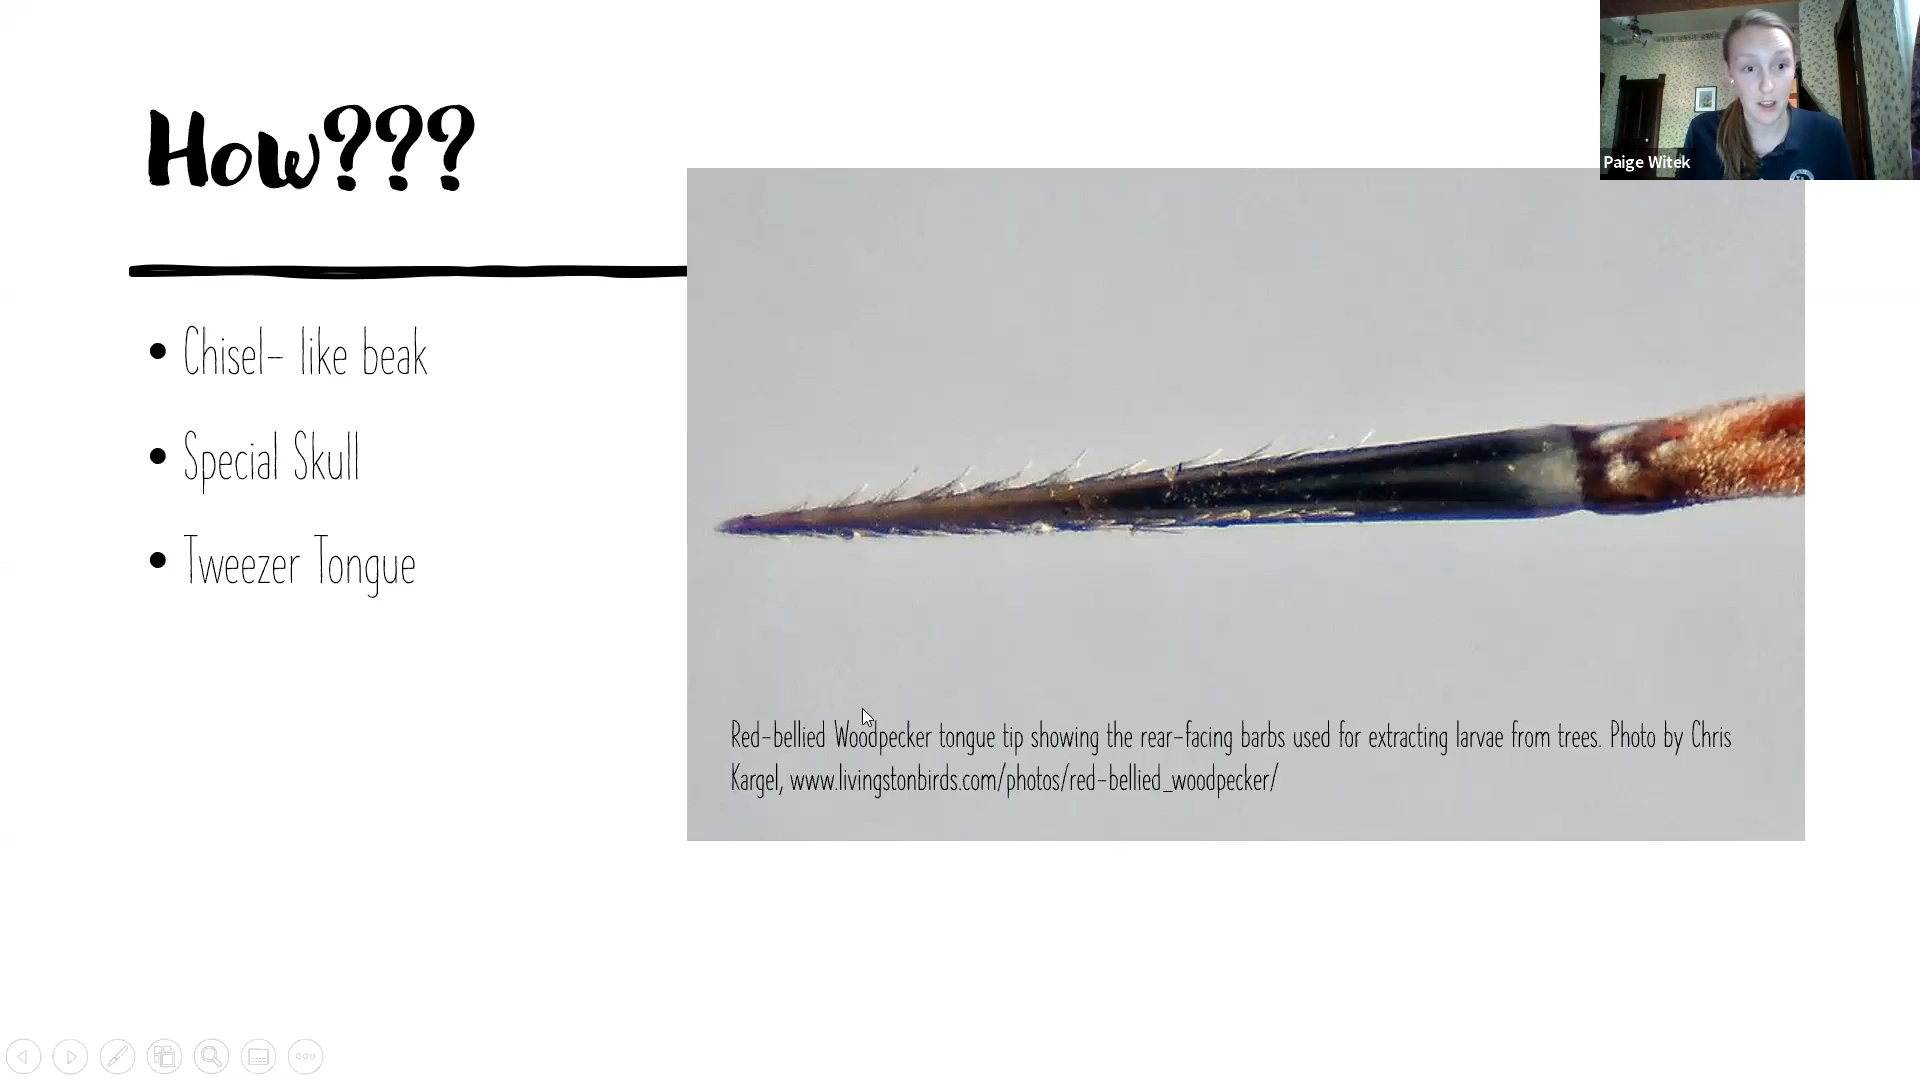 How???
Paige Witek
• Chisel- like beak
• Special Skull
• Tweezer Tongue
Red-bellied Woodpecker tongue tip showing the rear-facing barbs used for extracting larvae from trees. Photo by Chris
Kargel, www.livingstonbirds.com/photos/red-bellied_woodpecker/